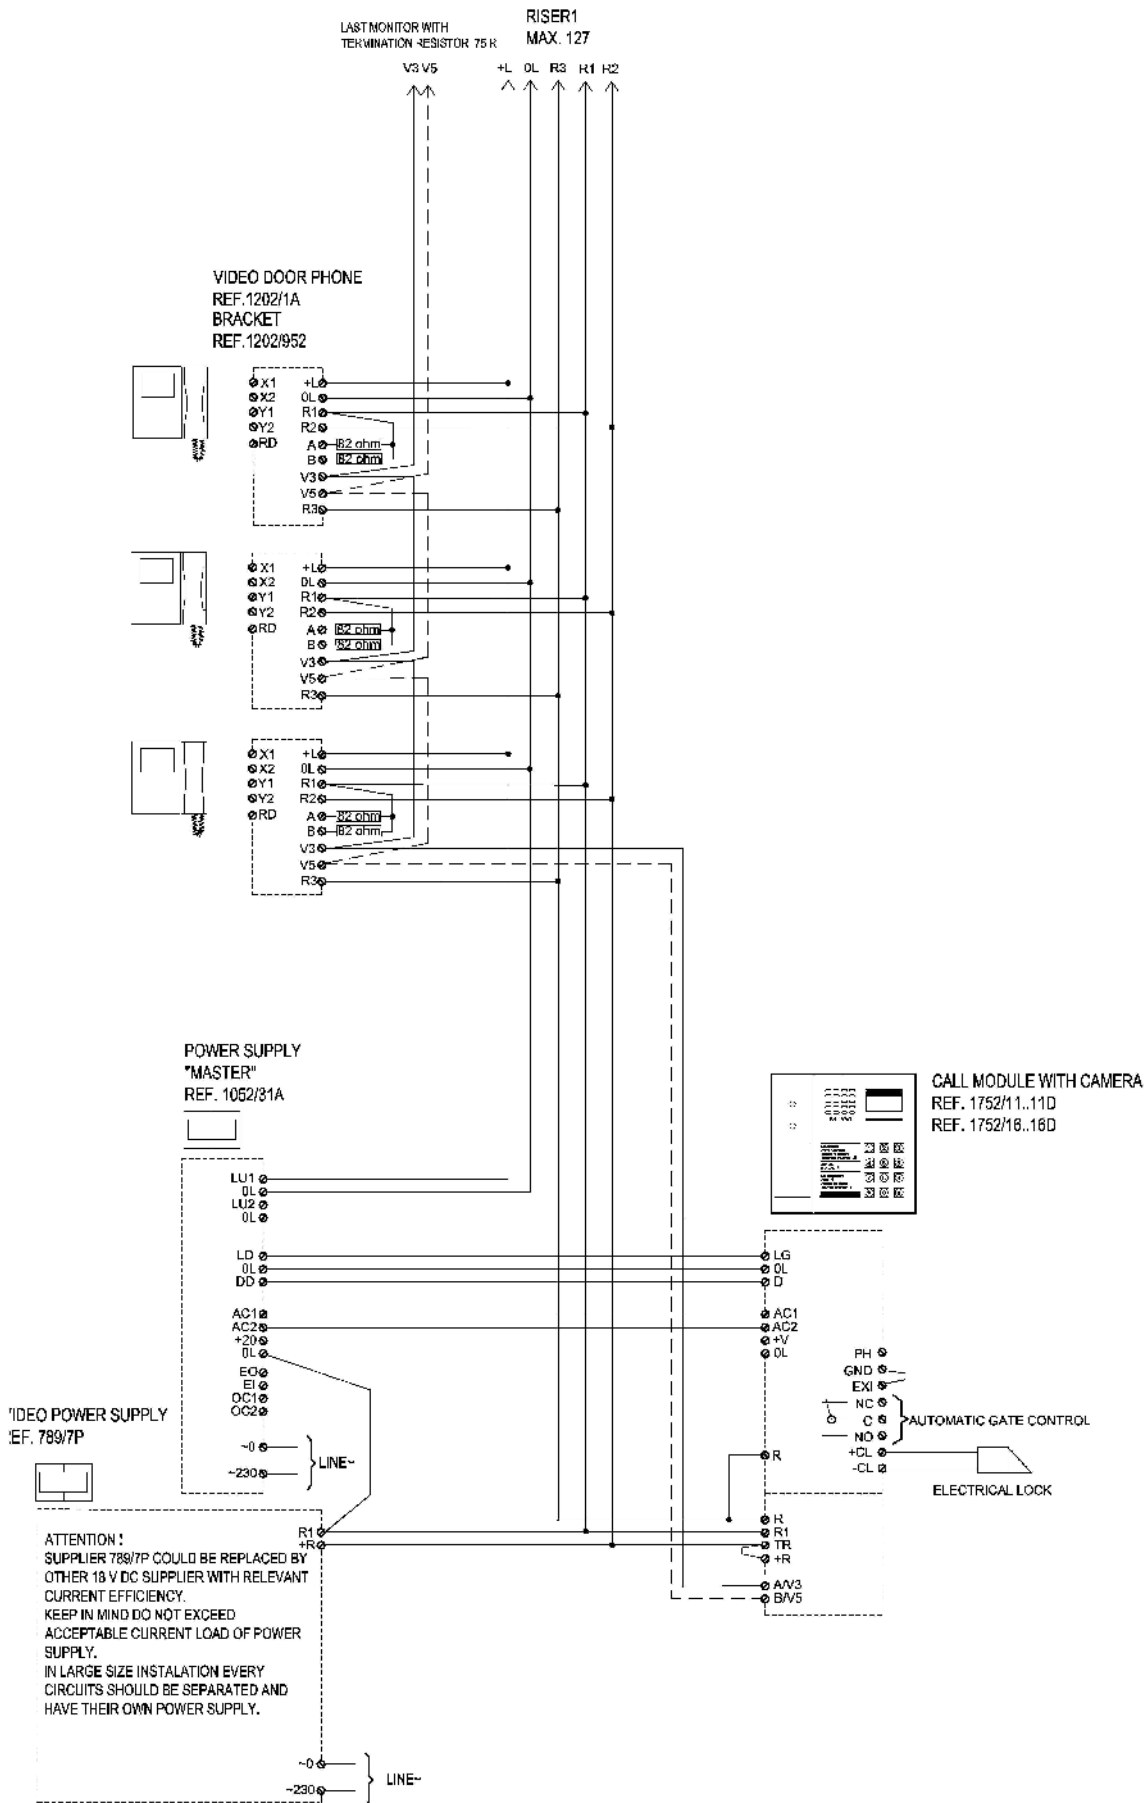 LAST MONITOR WITH
TERMINATION RESISTOR 75 R
RISER1
MAX. 127
V3 V5
+L 0L R3 R1 R2
VIDEO DOOR PHONE
REF.1202/1A
BRACKET
REF.1202/952
X1 +L
X2 0L
Y1 R1
Y2 R2
RD A 82 ohm
B 82 ohm
V3
V5
R3
X1 +L
X2 0L
Y1 R1
Y2 R2
RD A 82 ohm
B 82 ohm
V3
V5
R3
X1 +L
X2 0L
Y1 R1
Y2 R2
RD A 82 ohm
B 82 ohm
V3
V5
R3
POWER SUPPLY
"MASTER"
REF. 1052/31A
CALL MODULE WITH CAMERA
REF. 1752/11..11D
REF. 1752/16..16D
LU1
0L
LU2
0L
LD
0L
DD
AC1
AC2
+20
0L
EO
EI
OC1
OC2
~0
~230
LINE~
LG
0L
D
AC1
AC2
+V
0L
PH
GND
EXI
NC
C
NO
AUTOMATIC GATE CONTROL
+CL
-CL
ELECTRICAL LOCK
R
R
R1
TR
+R
A/V3
B/V5
VIDEO POWER SUPPLY
REF. 789/7P
R1
+R
ATTENTION !
SUPPLIER 789/7P COULD BE REPLACED BY
OTHER 18 V DC SUPPLIER WITH RELEVANT
CURRENT EFFICIENCY.
KEEP IN MIND DO NOT EXCEED
ACCEPTABLE CURRENT LOAD OF POWER
SUPPLY.
IN LARGE SIZE INSTALATION EVERY
CIRCUITS SHOULD BE SEPARATED AND
HAVE THEIR OWN POWER SUPPLY.
~0
~230
LINE~